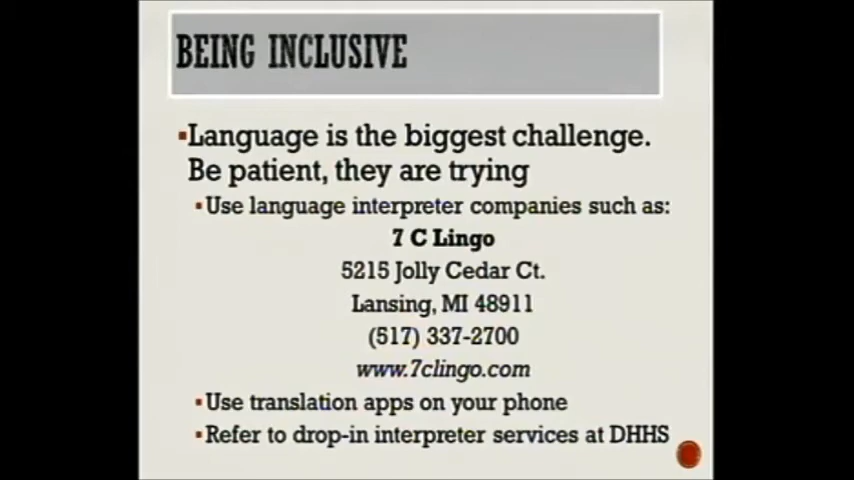 BEING INCLUSIVE
Language is the biggest challenge.
Be patient, they are trying
Use language interpreter companies such as:
7 C Lingo
5215 Jolly Cedar Ct.
Lansing, MI 48911
(517) 337-2700
www.7clingo.com
Use translation apps on your phone
Refer to drop-in interpreter services at DHHS